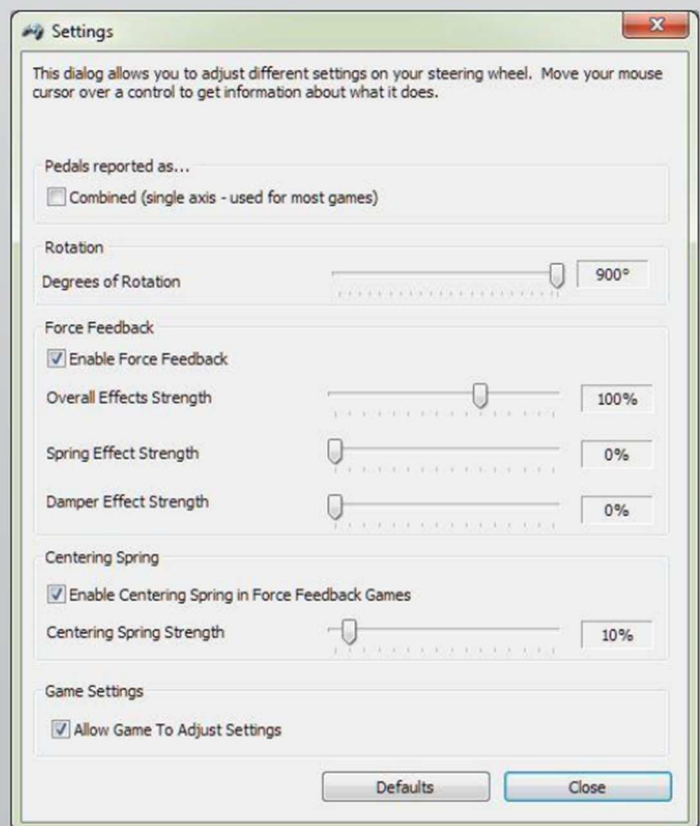 Settings
This dialog allows you to adjust different settings on your steering wheel. Move your mouse
cursor over a control to get information about what it does.
Pedals reported as...
Combined (single axis - used for most games)
Rotation
Degrees of Rotation 900°
Force Feedback
Enable Force Feedback
Overall Effects Strength 100%
Spring Effect Strength 0%
Damper Effect Strength 0%
Centering Spring
Enable Centering Spring in Force Feedback Games
Centering Spring Strength 10%
Game Settings
Allow Game To Adjust Settings
Defaults Close